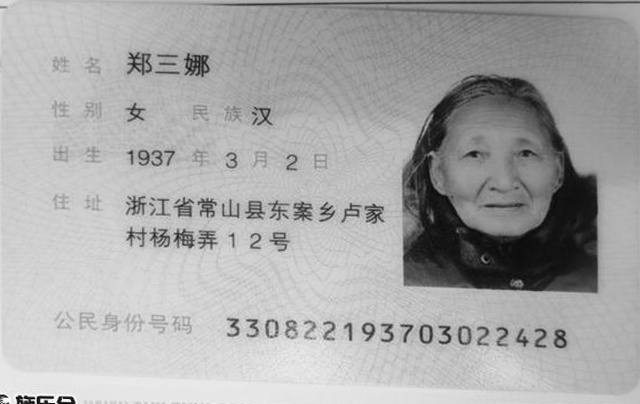 姓名 郑三娜
性别 女 民族 汉
出生 1937 年 3 月 2 日
住址 浙江省常山县东案乡卢家
村杨梅弄12号
公民身份号码 330822193703022428